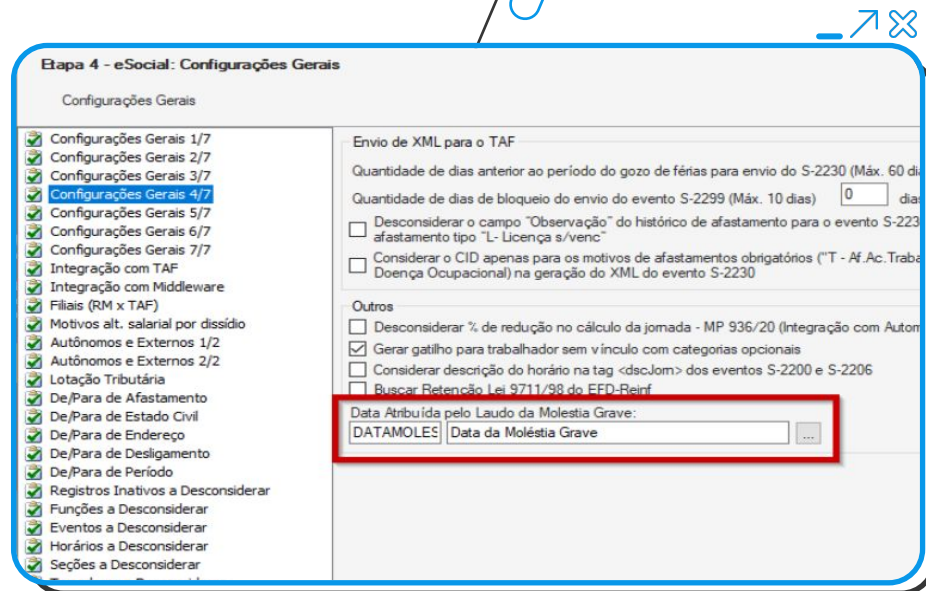 Etapa 4 - eSocial: Configurações Gerais
Configurações Gerais
Configurações Gerais 1/7
Configurações Gerais 2/7
Configurações Gerais 3/7
Configurações Gerais 4/7
Configurações Gerais 5/7
Configurações Gerais 6/7
Configurações Gerais 7/7
Integração com TAF
Integração com Middleware
Filiais (RM x TAF)
Motivos alt. salarial por dissídio
Autônomos e Externos 1/2
Autônomos e Externos 2/2
Lotação Tributária
De/Para de Afastamento
De/Para de Estado Civil
De/Para de Endereço
De/Para de Desligamento
De/Para de Período
Registros Inativos a Desconsiderar
Funções a Desconsiderar
Eventos a Desconsiderar
Horários a Desconsiderar
Seções a Desconsiderar
Envio de XML para o TAF
Quantidade de dias anterior ao período do gozo de férias para envio do S-2230 (Máx. 60 di
Quantidade de dias de bloqueio do envio do evento S-2299 (Máx. 10 dias) 0 dia
Desconsiderar o campo "Observação" do histórico de afastamento para o evento S-223
afastamento tipo "L- Licença s/venc"
Considerar o CID apenas para os motivos de afastamentos obrigatórios ("T - Af.Ac.Traba
Doença Ocupacional) na geração do XML do evento S-2230
Outros
Desconsiderar % de redução no cálculo da jornada - MP 936/20 (Integração com Autom
Gerar gatilho para trabalhador sem vínculo com categorias opcionais
Considerar descrição do horário na tag <dscJorn> dos eventos S-2200 e S-2206
Buscar Retenção Lei 9711/98 do EFD-Reinf
Data Atribuída pelo Laudo da Molestia Grave:
DATAMOLES Data da Moléstia Grave ...